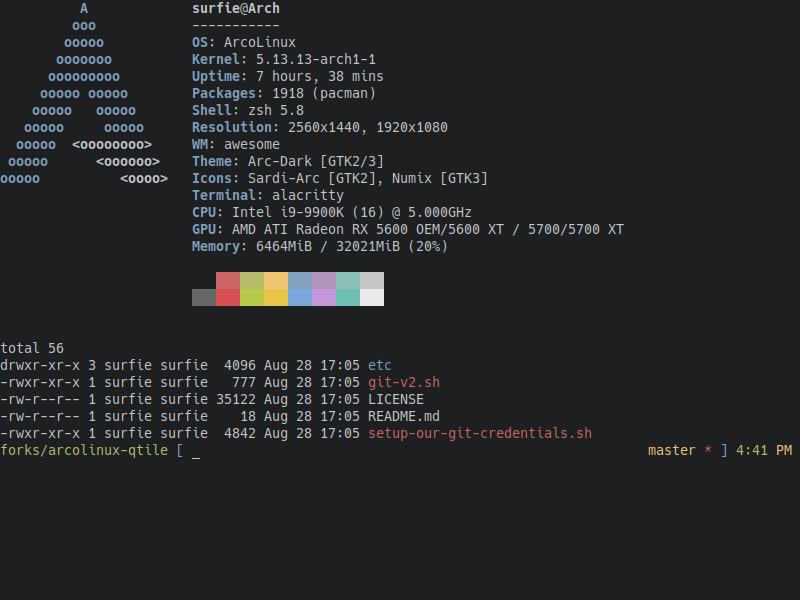 A surfie@Arch
ooo -----------
ooooo OS: ArcoLinux
ooooooo Kernel: 5.13.13-arch1-1
ooooooooo Uptime: 7 hours, 38 mins
ooooo ooooo Packages: 1918 (pacman)
ooooo ooooo Shell: zsh 5.8
ooooo ooooo Resolution: 2560x1440, 1920x1080
ooooo <oooooooo> WM: awesome
ooooo <oooooo> Theme: Arc-Dark [GTK2/3]
ooooo <oooo> Icons: Sardi-Arc [GTK2], Numix [GTK3]
Terminal: alacritty
CPU: Intel i9-9900K (16) @ 5.000GHz
GPU: AMD ATI Radeon RX 5600 OEM/5600 XT / 5700/5700 XT
Memory: 6464MiB / 32021MiB (20%)
total 56
drwxr-xr-x 3 surfie surfie 4096 Aug 28 17:05 etc
-rwxr-xr-x 1 surfie surfie 777 Aug 28 17:05 git-v2.sh
-rw-r--r-- 1 surfie surfie 35122 Aug 28 17:05 LICENSE
-rw-r--r-- 1 surfie surfie 18 Aug 28 17:05 README.md
-rwxr-xr-x 1 surfie surfie 4842 Aug 28 17:05 setup-our-git-credentials.sh
forks/arcolinux-qtile [ _ master * ] 4:41 PM